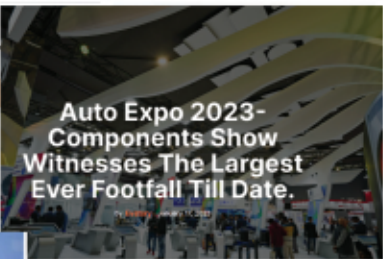 Auto Expo 2023-
Components Show
Witnesses The Largest
Ever Footfall Till Date.